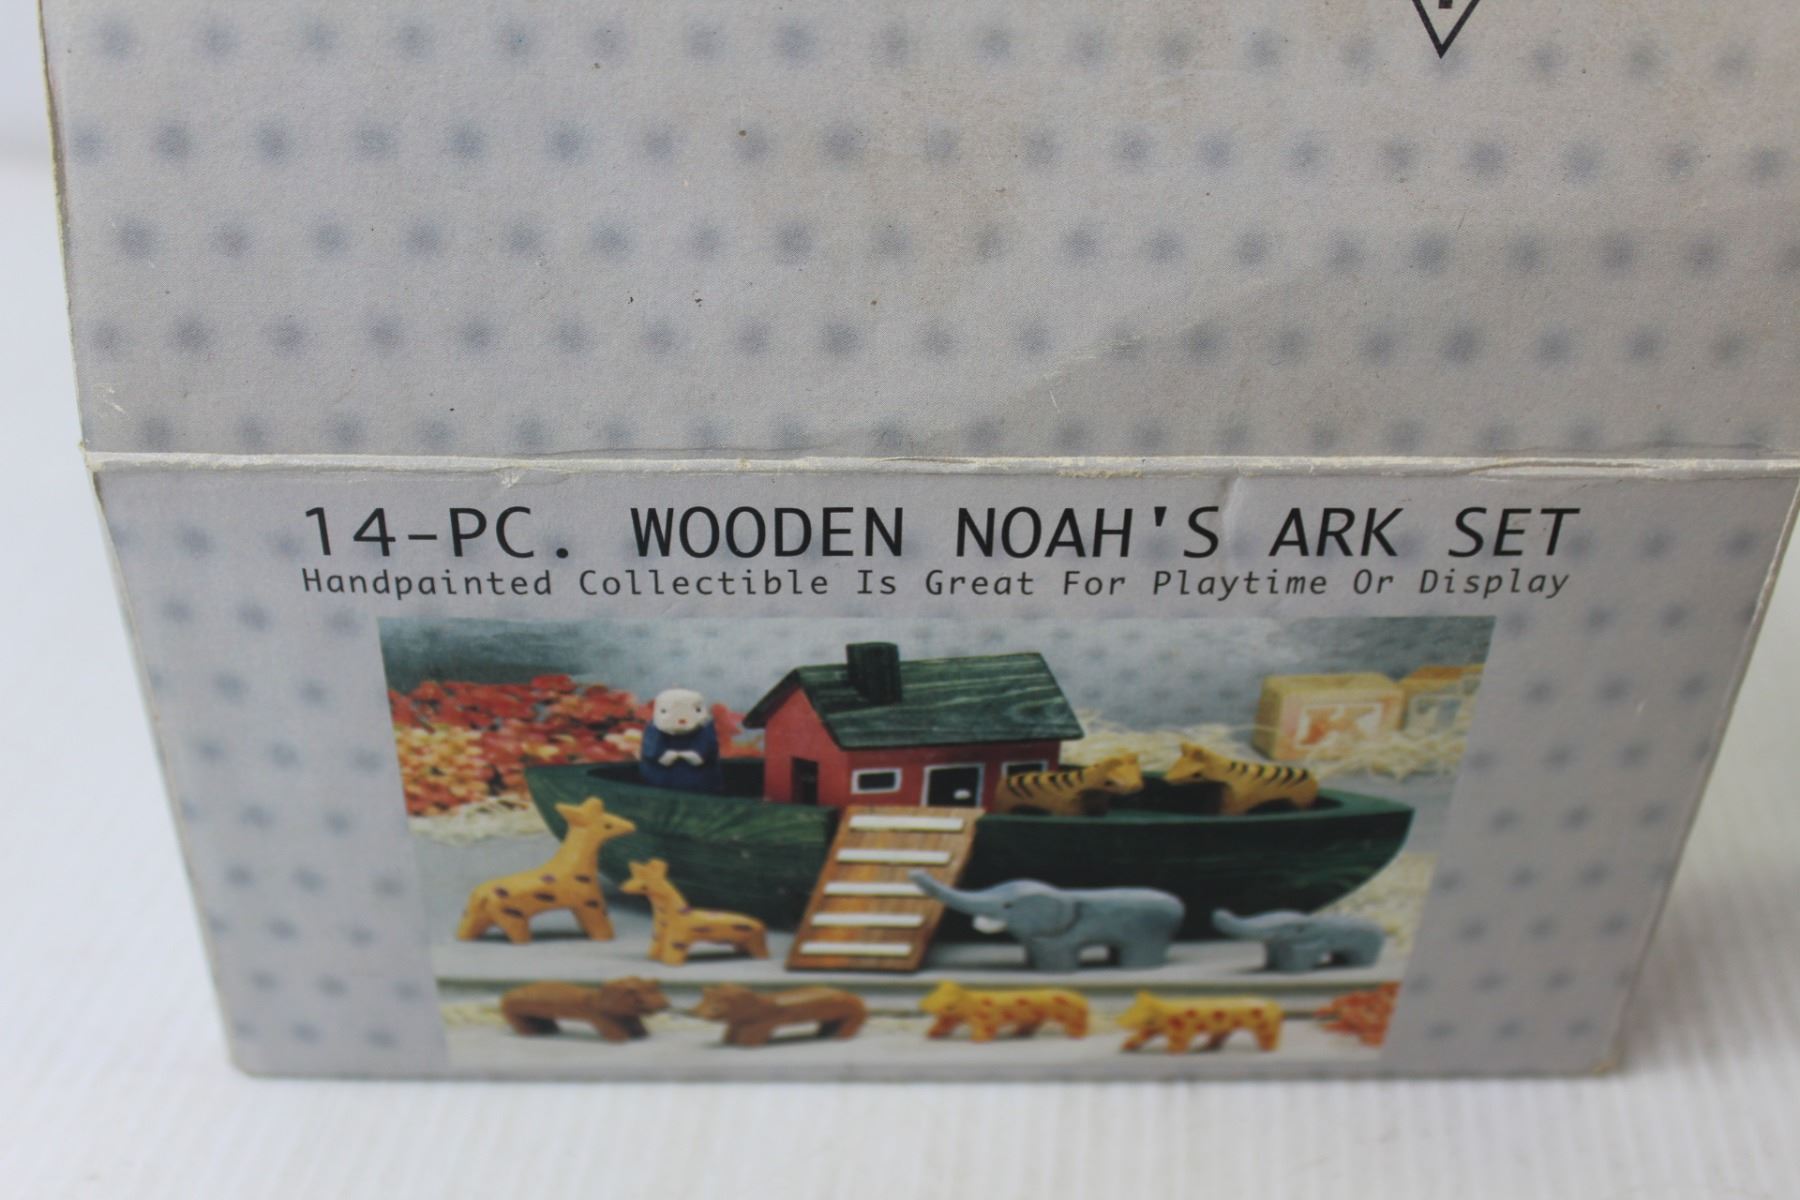 14-PC. WOODEN NOAH'S ARK SET
Handpainted Collectible Is Great For Playtime Or Display
K